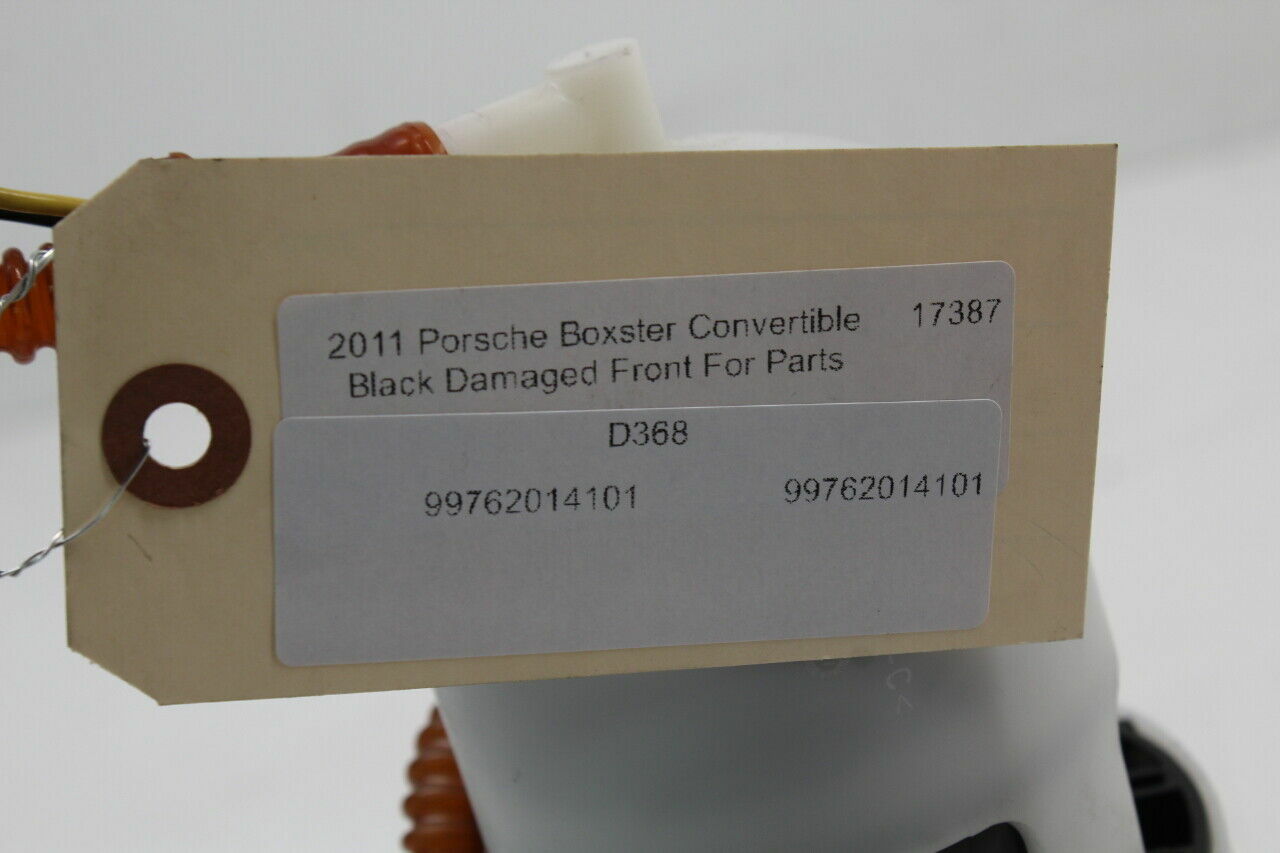 2011 Porsche Boxster Convertible 17387
Black Damaged Front For Parts
D368
99762014101 99762014101